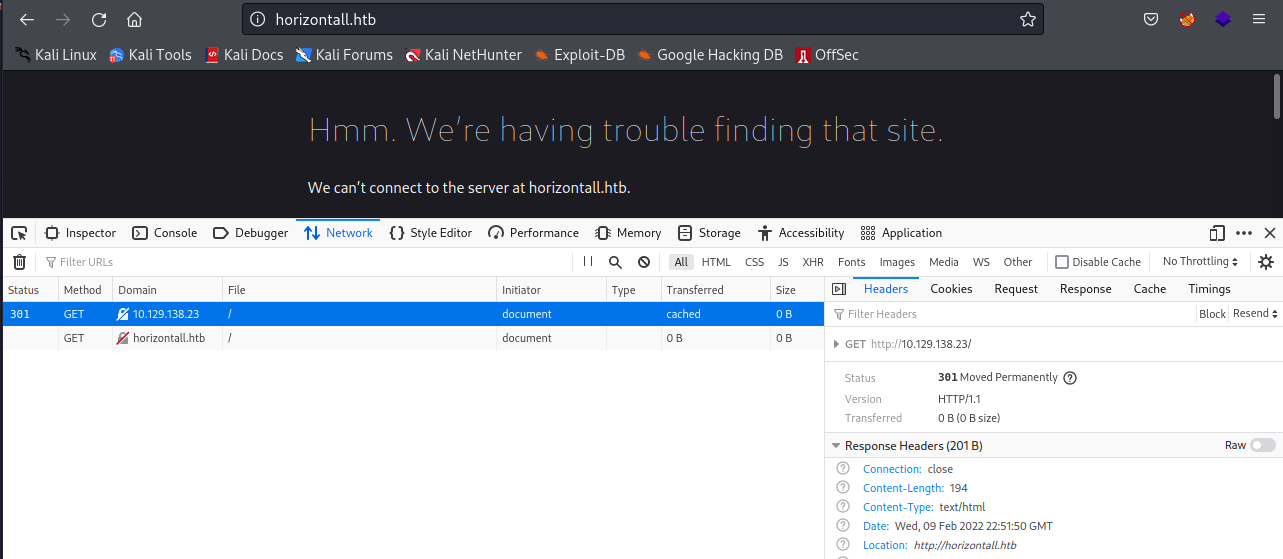 horizontall.htb
Kali Linux Kali Tools Kali Docs Kali Forums Kali NetHunter Exploit-DB Google Hacking DB OffSec
Hmm. We're having trouble finding that site.
We can't connect to the server at horizontall.htb.
Inspector Console Debugger Network Style Editor Performance Memory Storage Accessibility Application
Filter URLs All HTML CSS JS XHR Fonts Images Media WS Other Disable Cache No Throttling
Status Method Domain File Initiator Type Transferred Size
301 GET 10.129.138.23 / document cached 0 B
GET horizontall.htb / document 0 B 0 B
Headers Cookies Request Response Cache Timings
Filter Headers Block Resend
GET http://10.129.138.23/
Status 301 Moved Permanently
Version HTTP/1.1
Transferred 0 B (0 B size)
Response Headers (201 B) Raw
Connection: close
Content-Length: 194
Content-Type: text/html
Date: Wed, 09 Feb 2022 22:51:50 GMT
Location: http://horizontall.htb